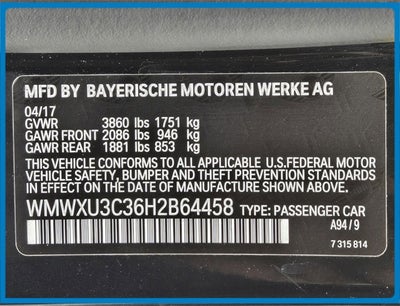 MFD BY BAYERISCHE MOTOREN WERKE AG
04/17
GVWR 3860 lbs 1751 kg
GAWR FRONT 2086 lbs 946 kg
GAWR REAR 1881 lbs 853 kg
THIS VEHICLE CONFORMS TO ALL APPLICABLE U.S.FEDERAL MOTOR
VEHICLE SAFETY, BUMPER AND THEFT PREVENTION STANDARDS
IN EFFECT ON THE DATE OF MANUFACTURE SHOWN ABOVE.
WMWXU3C36H2B64458 TYPE: PASSENGER CAR
A94/9
7 315 814